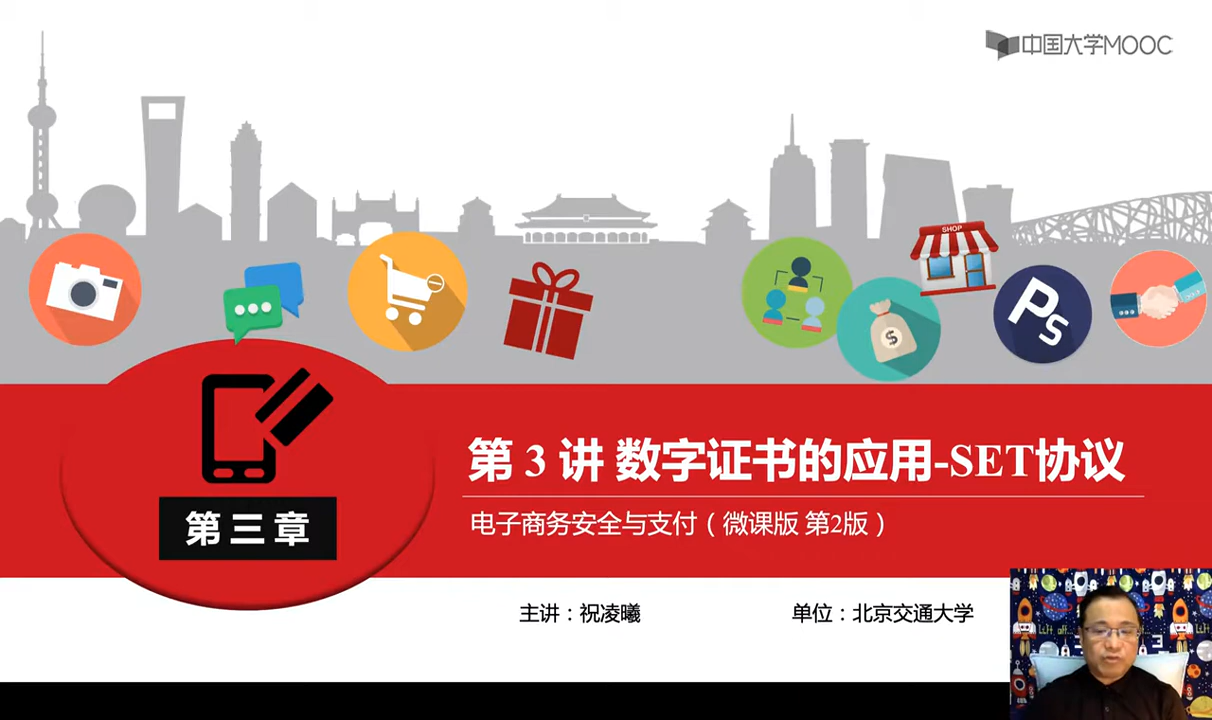 中国大学MOOC
SHOP
$
Ps
第 3 讲 数字证书的应用-SET协议
第 三 章
电子商务安全与支付（微课版 第2版）
主讲：祝凌曦
单位：北京交通大学